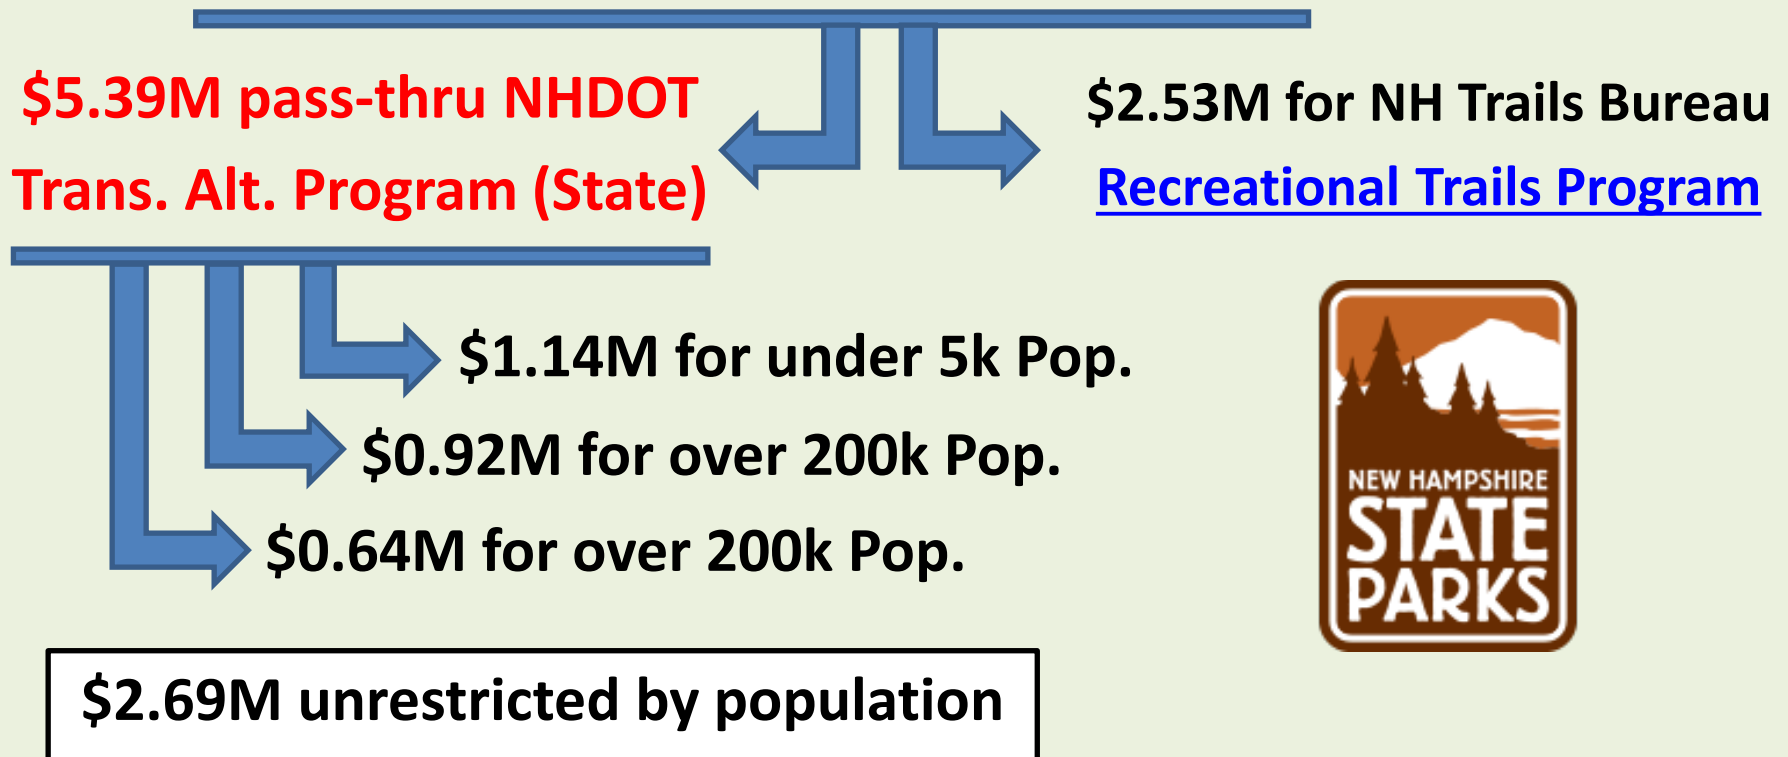 $5.39M pass-thru NHDOT
Trans. Alt. Program (State)
$2.53M for NH Trails Bureau
Recreational Trails Program
$1.14M for under 5k Pop.
$0.92M for over 200k Pop.
$0.64M for over 200k Pop.
NEW HAMPSHIRE
STATE
PARKS
$2.69M unrestricted by population